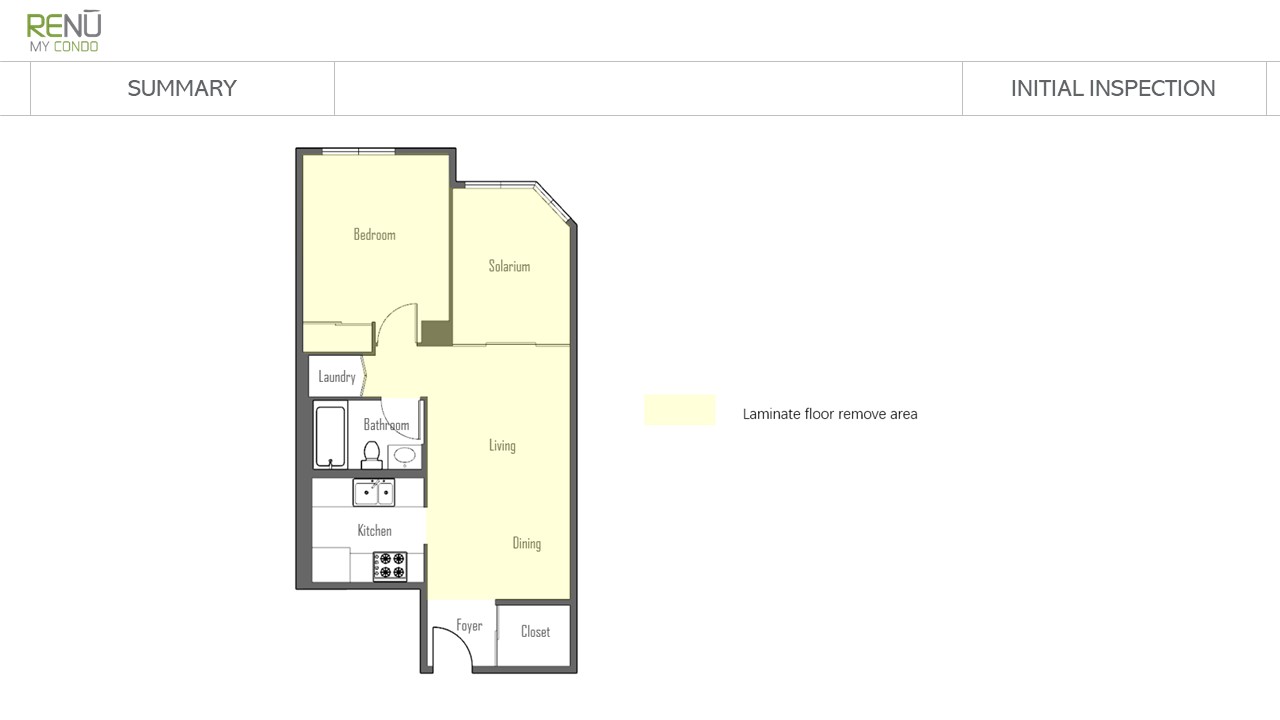 RENŪ
MY CONDO
SUMMARY
INITIAL INSPECTION
Bedroom
Solarium
Laundry
Bathroom
Laminate floor remove area
Living
Kitchen
Dining
Foyer
Closet